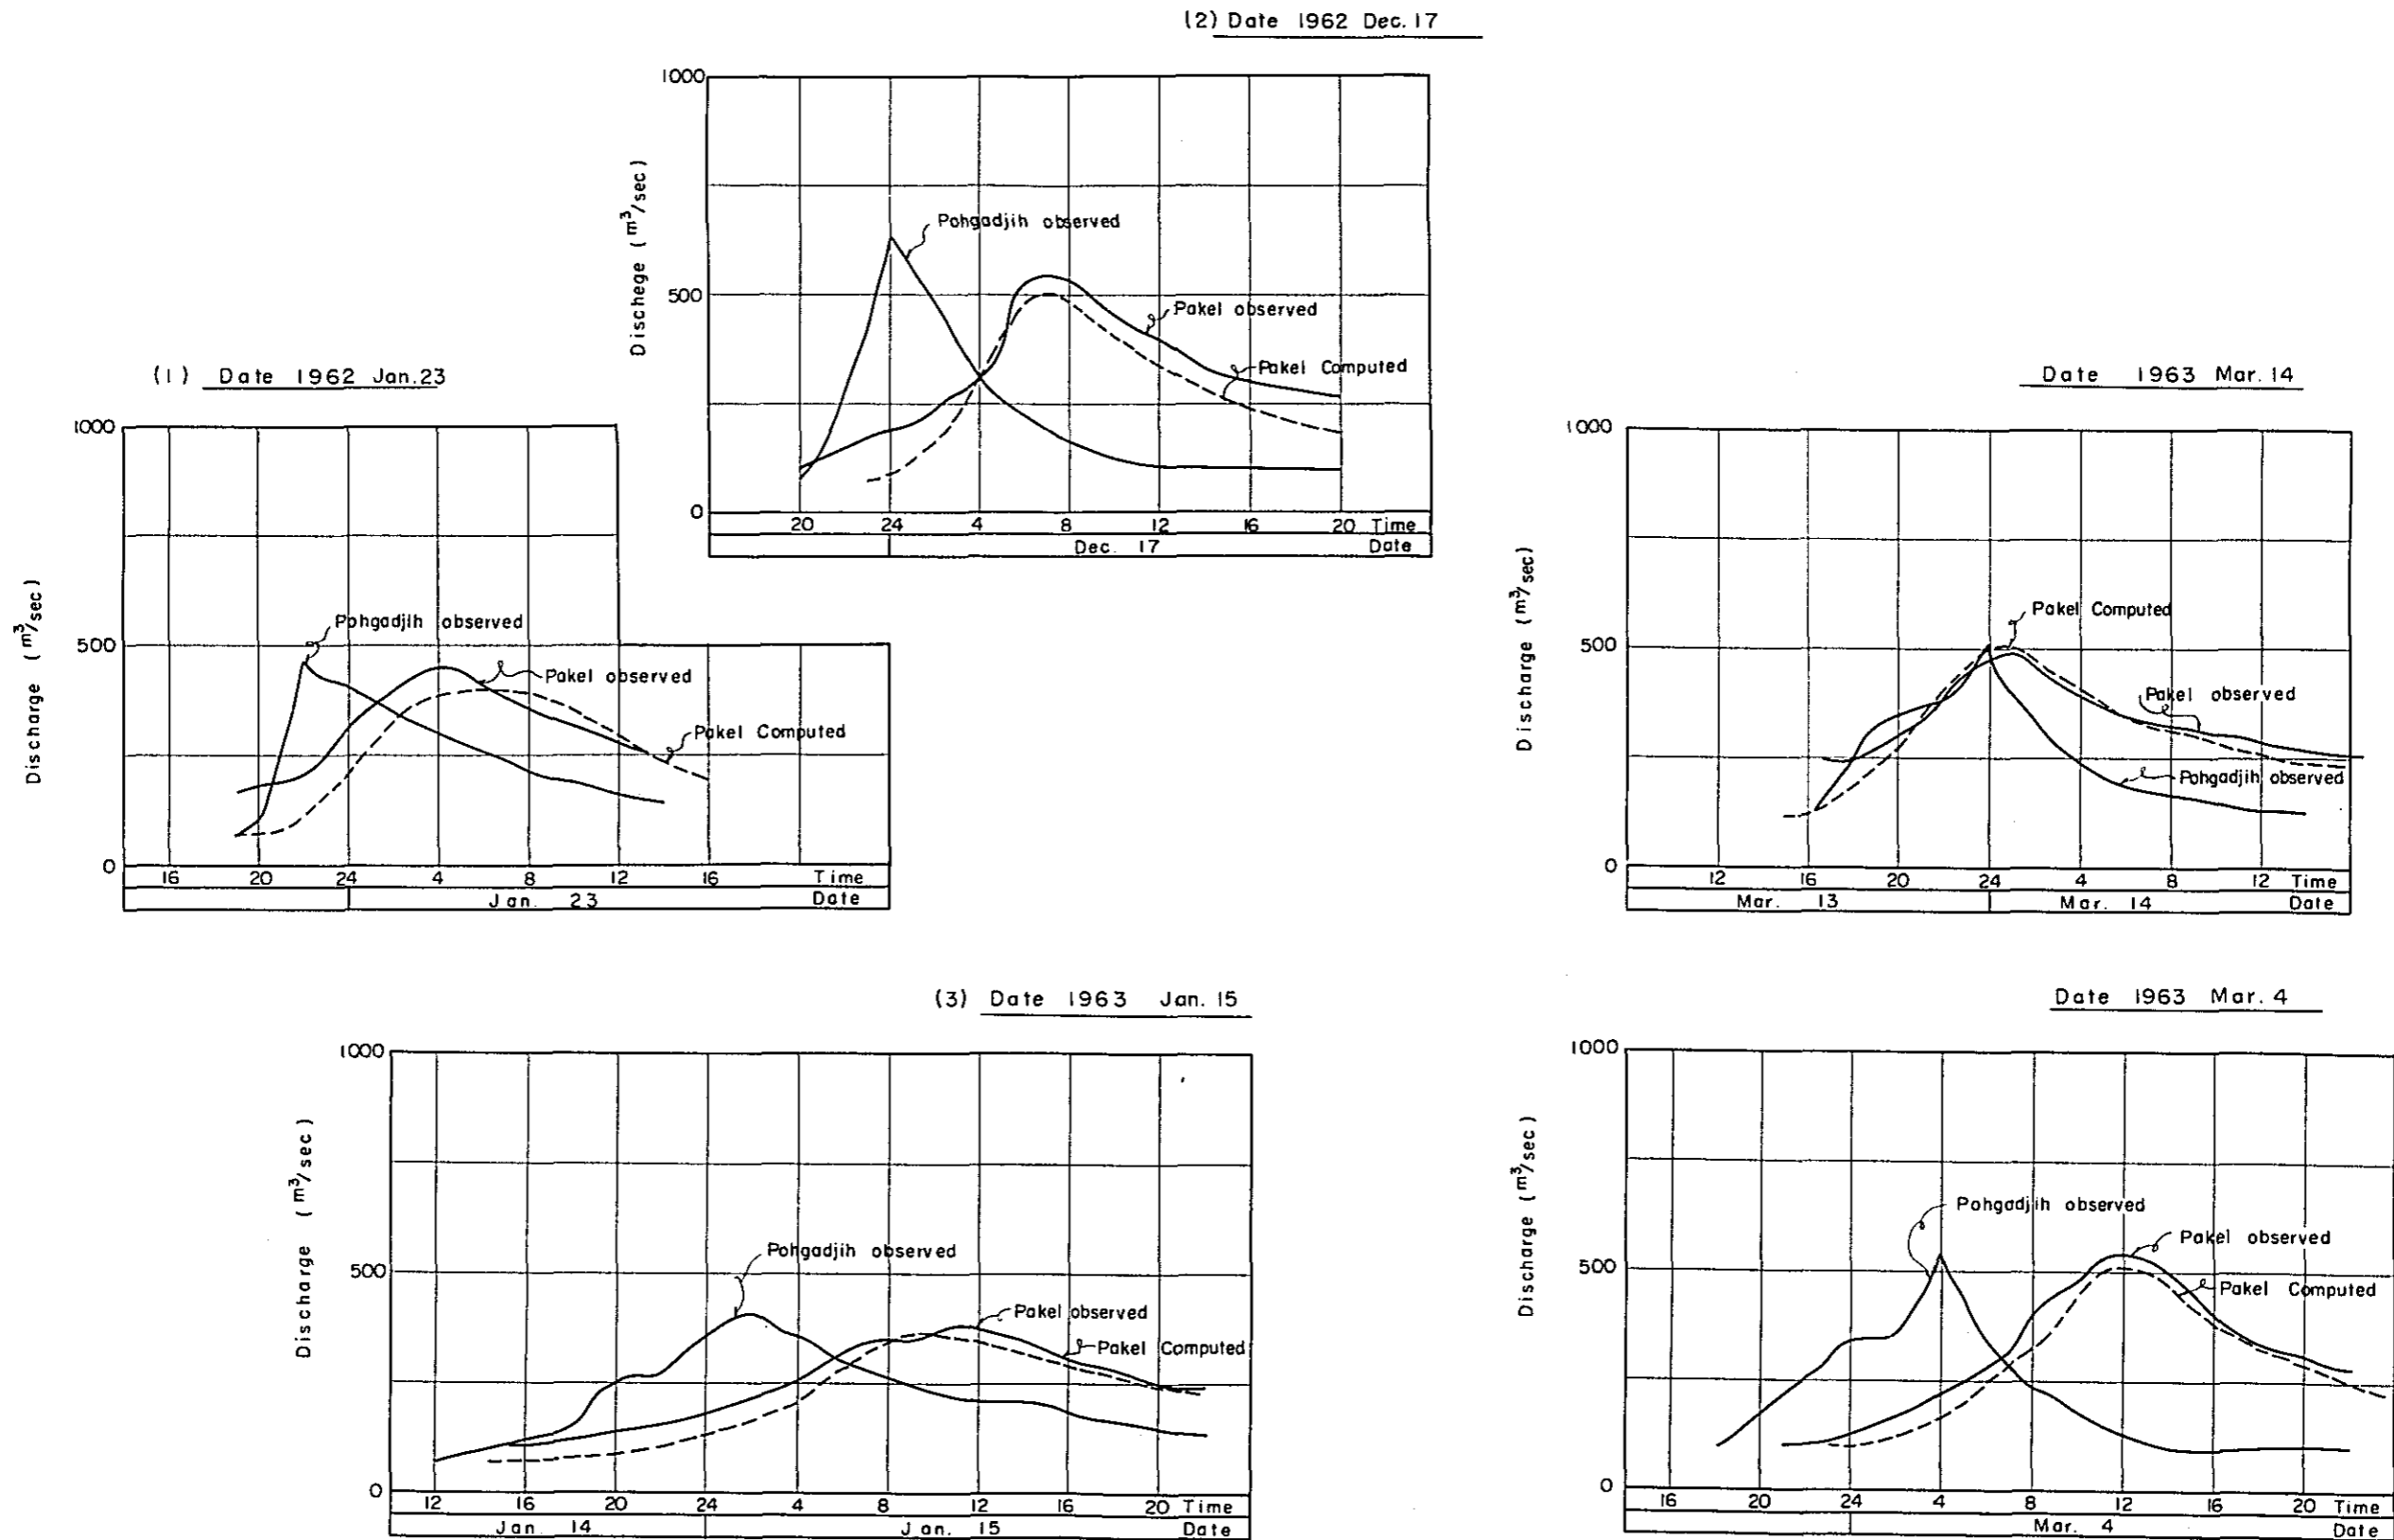 (2) Date 1962 Dec. 17
1000
500
0
Dischege (m³/sec)
Pohgadjih observed
Pakel observed
Pakel Computed
20 24 4 8 12 16 20 Time
Dec. 17 Date
(1) Date 1962 Jan. 23
1000
500
0
Discharge (m³/sec)
Pohgadjih observed
Pakel observed
Pakel Computed
16 20 24 4 8 12 16 Time
Jan. 23 Date
Date 1963 Mar. 14
1000
500
0
Discharge (m³/sec)
Pakel Computed
Pakel observed
Pohgadjih observed
12 16 20 24 4 8 12 Time
Mar. 13 Mar. 14 Date
(3) Date 1963 Jan. 15
1000
500
0
Discharge (m³/sec)
Pohgadjih observed
Pakel observed
Pakel Computed
12 16 20 24 4 8 12 16 20 Time
Jan. 14 Jan. 15 Date
Date 1963 Mar. 4
1000
500
0
Discharge (m³/sec)
Pohgadjih observed
Pakel observed
Pakel Computed
16 20 24 4 8 12 16 20 Time
Mar. 4 Date